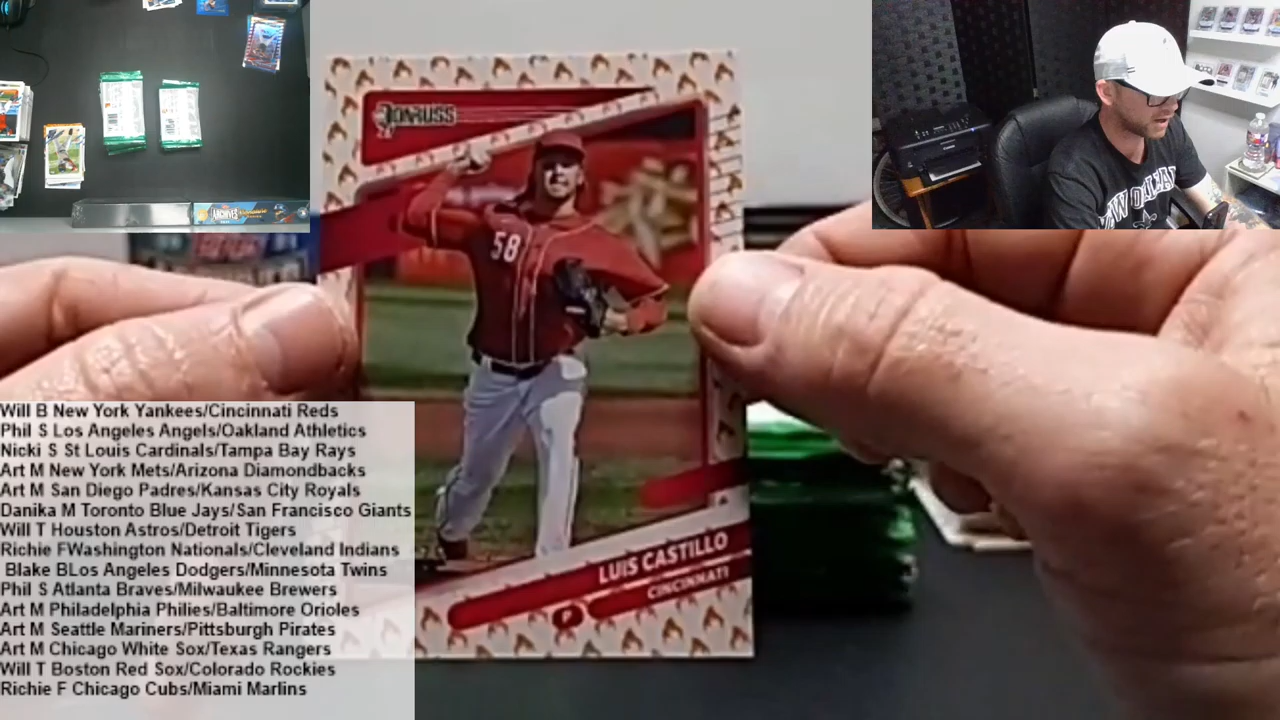 DONRUSS
58
LUIS CASTILLO
CINCINNATI
P
ARCHIVES
NEW ORLEAN
Will B New York Yankees/Cincinnati Reds
Phil S Los Angeles Angels/Oakland Athletics
Nicki S St Louis Cardinals/Tampa Bay Rays
Art M New York Mets/Arizona Diamondbacks
Art M San Diego Padres/Kansas City Royals
Danika M Toronto Blue Jays/San Francisco Giants
Will T Houston Astros/Detroit Tigers
Richie FWashington Nationals/Cleveland Indians
Blake BLos Angeles Dodgers/Minnesota Twins
Phil S Atlanta Braves/Milwaukee Brewers
Art M Philadelphia Philies/Baltimore Orioles
Art M Seattle Mariners/Pittsburgh Pirates
Art M Chicago White Sox/Texas Rangers
Will T Boston Red Sox/Colorado Rockies
Richie F Chicago Cubs/Miami Marlins